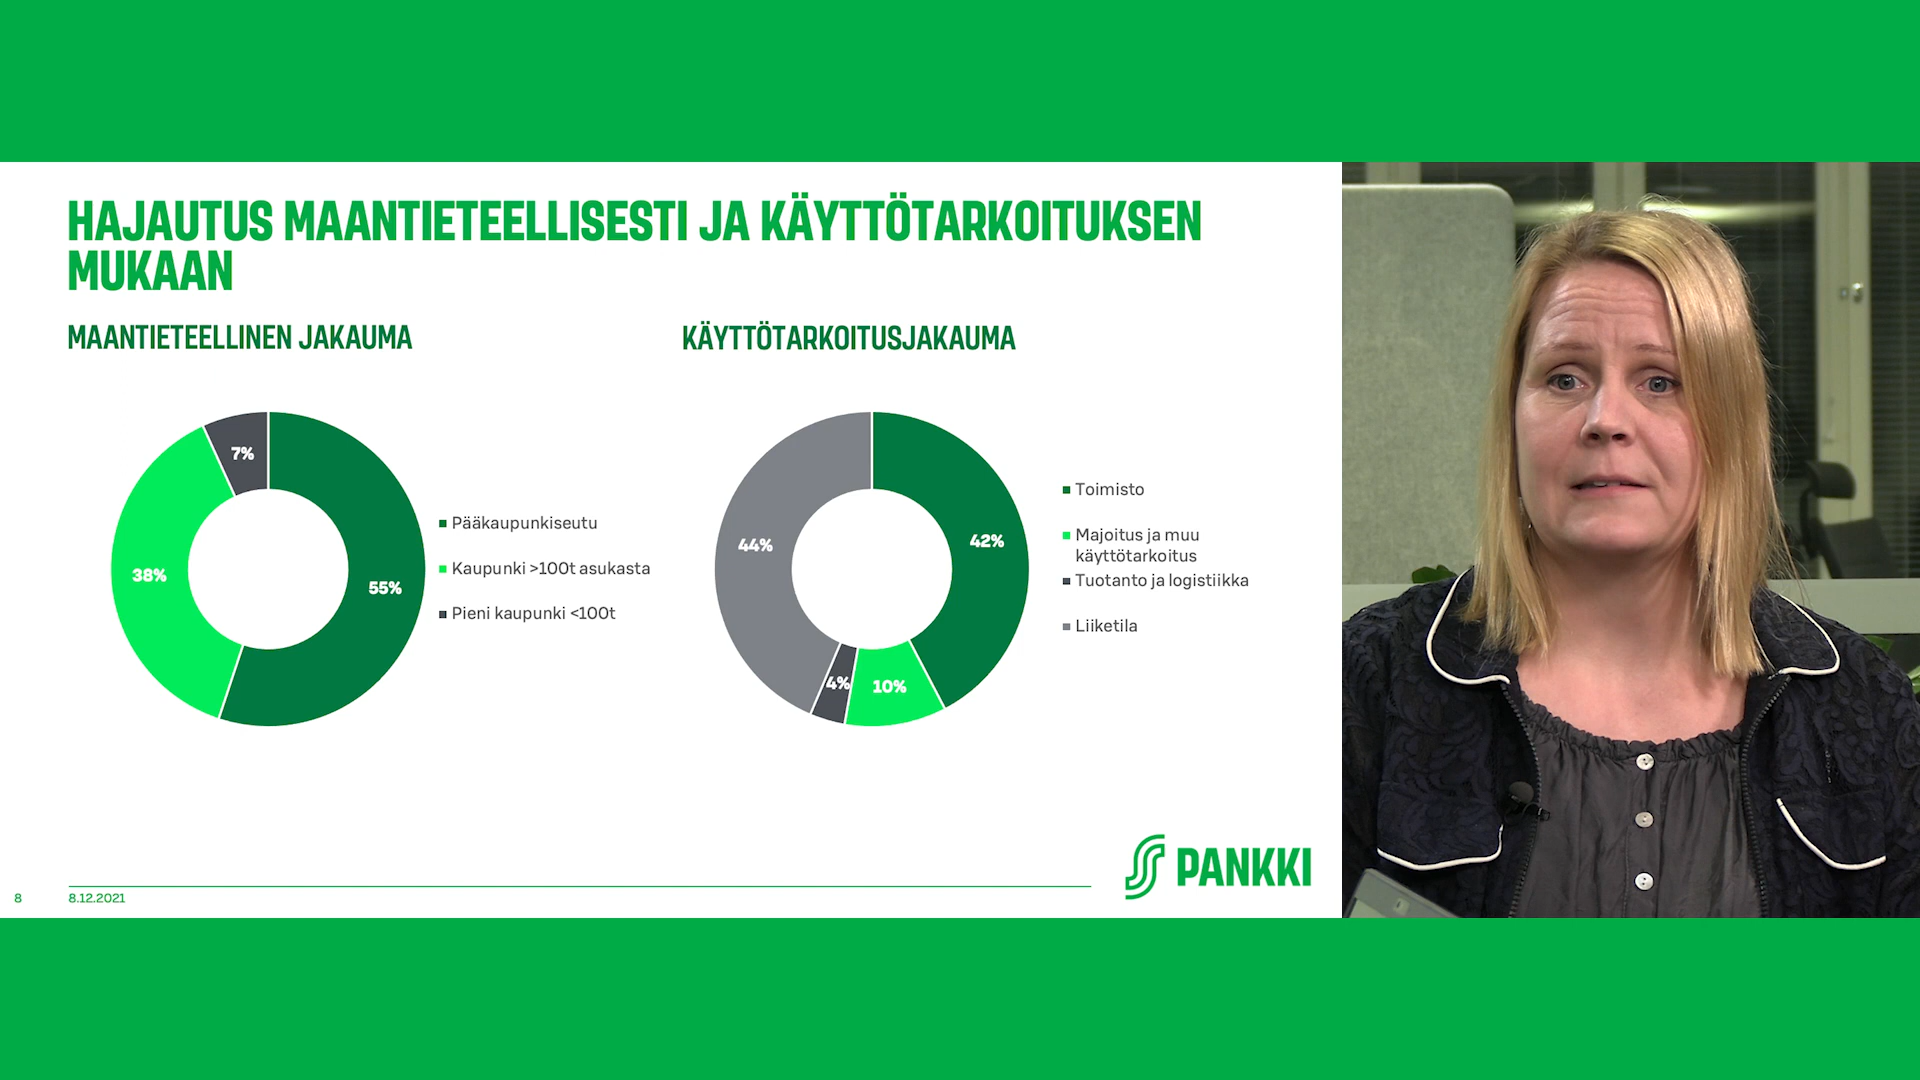 HAJAUTUS MAANTIETEELLISESTI JA KÄYTTÖTARKOITUKSEN
MUKAAN
MAANTIETEELLINEN JAKAUMA
7%
38%
55%
Pääkaupunkiseutu
Kaupunki >100t asukasta
Pieni kaupunki <100t
KÄYTTÖTARKOITUSJAKAUMA
44%
42%
4%
10%
Toimisto
Majoitus ja muu
käyttötarkoitus
Tuotanto ja logistiikka
Liiketila
S PANKKI
8
8.12.2021